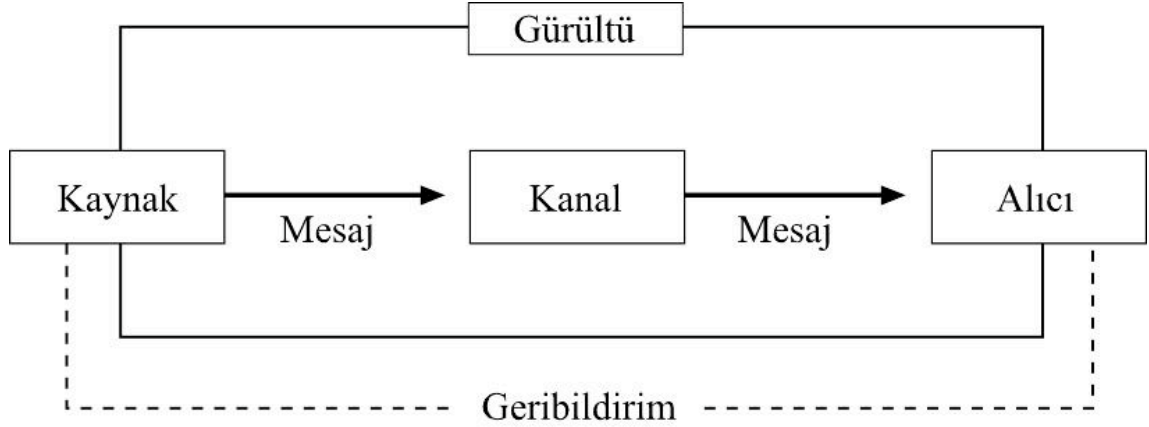 Gürültü
Kaynak
Mesaj
Kanal
Mesaj
Alıcı
Geribildirim